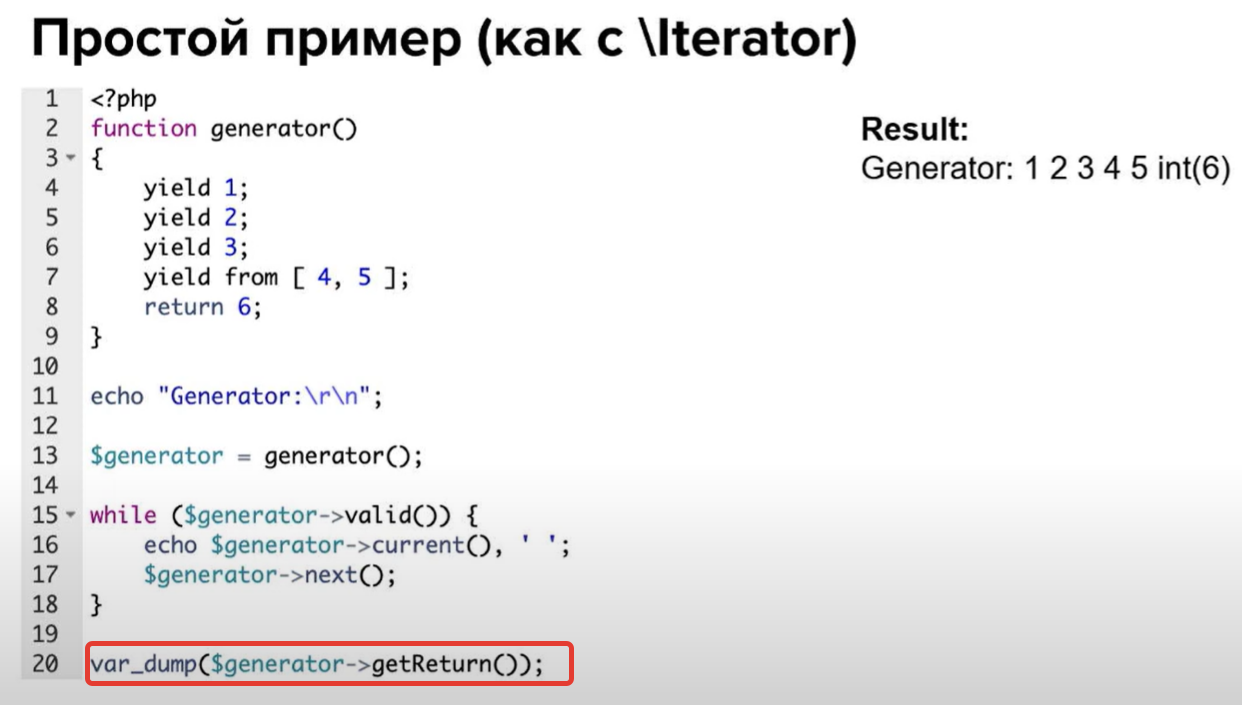 Простой пример (как с \Iterator)
1 <?php
2 function generator()
3 {
4     yield 1;
5     yield 2;
6     yield 3;
7     yield from [ 4, 5 ];
8     return 6;
9 }
10
11 echo "Generator:\r\n";
12
13 $generator = generator();
14
15 while ($generator->valid()) {
16     echo $generator->current(), ' ';
17     $generator->next();
18 }
19
20 var_dump($generator->getReturn());
Result:
Generator: 1 2 3 4 5 int(6)